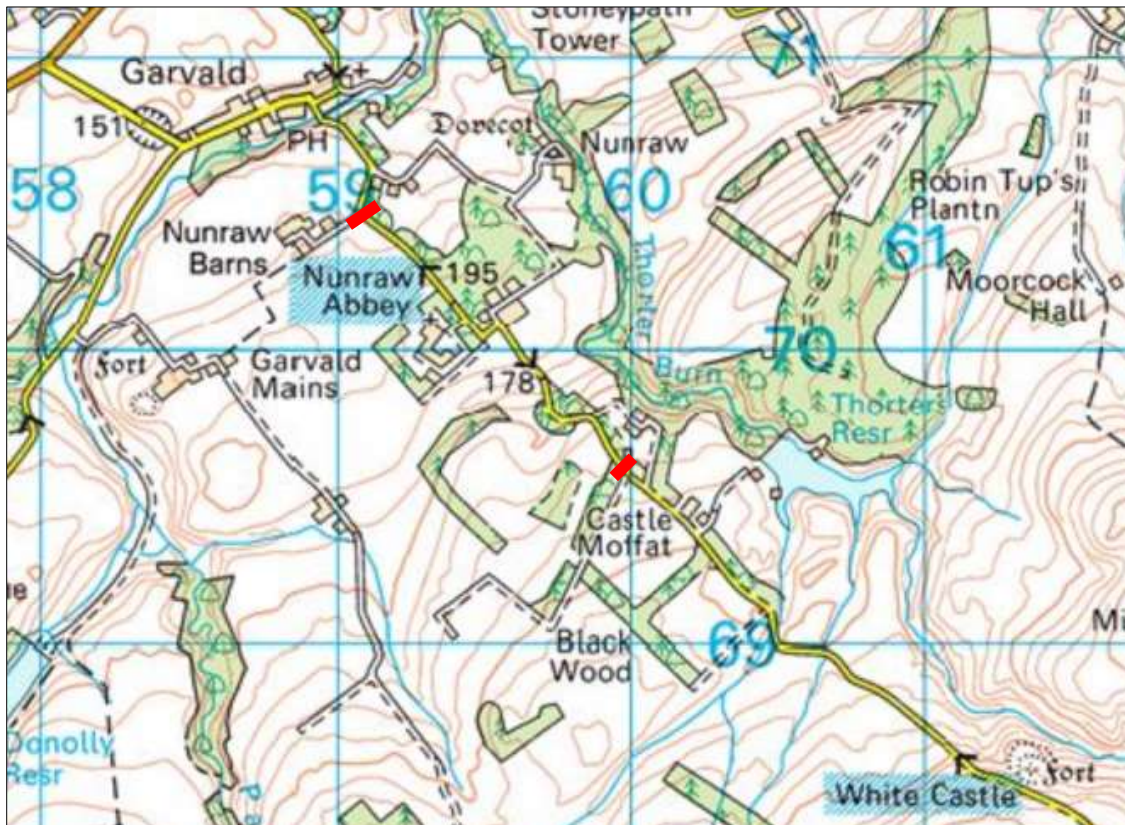 Stoneypath
Tower
71
Garvald
151
PH
Dovecot
Nunraw
58
59
60
Robin Tup's
Plantn
61
Nunraw
Barns
Nunraw
Abbey
195
Thorter
Burn
Moorcock
Hall
Fort
Garvald
Mains
178
70
Thorters
Resr
Castle
Moffat
Black
Wood
69
Mi
Donolly
Resr
Pa
Fort
White Castle